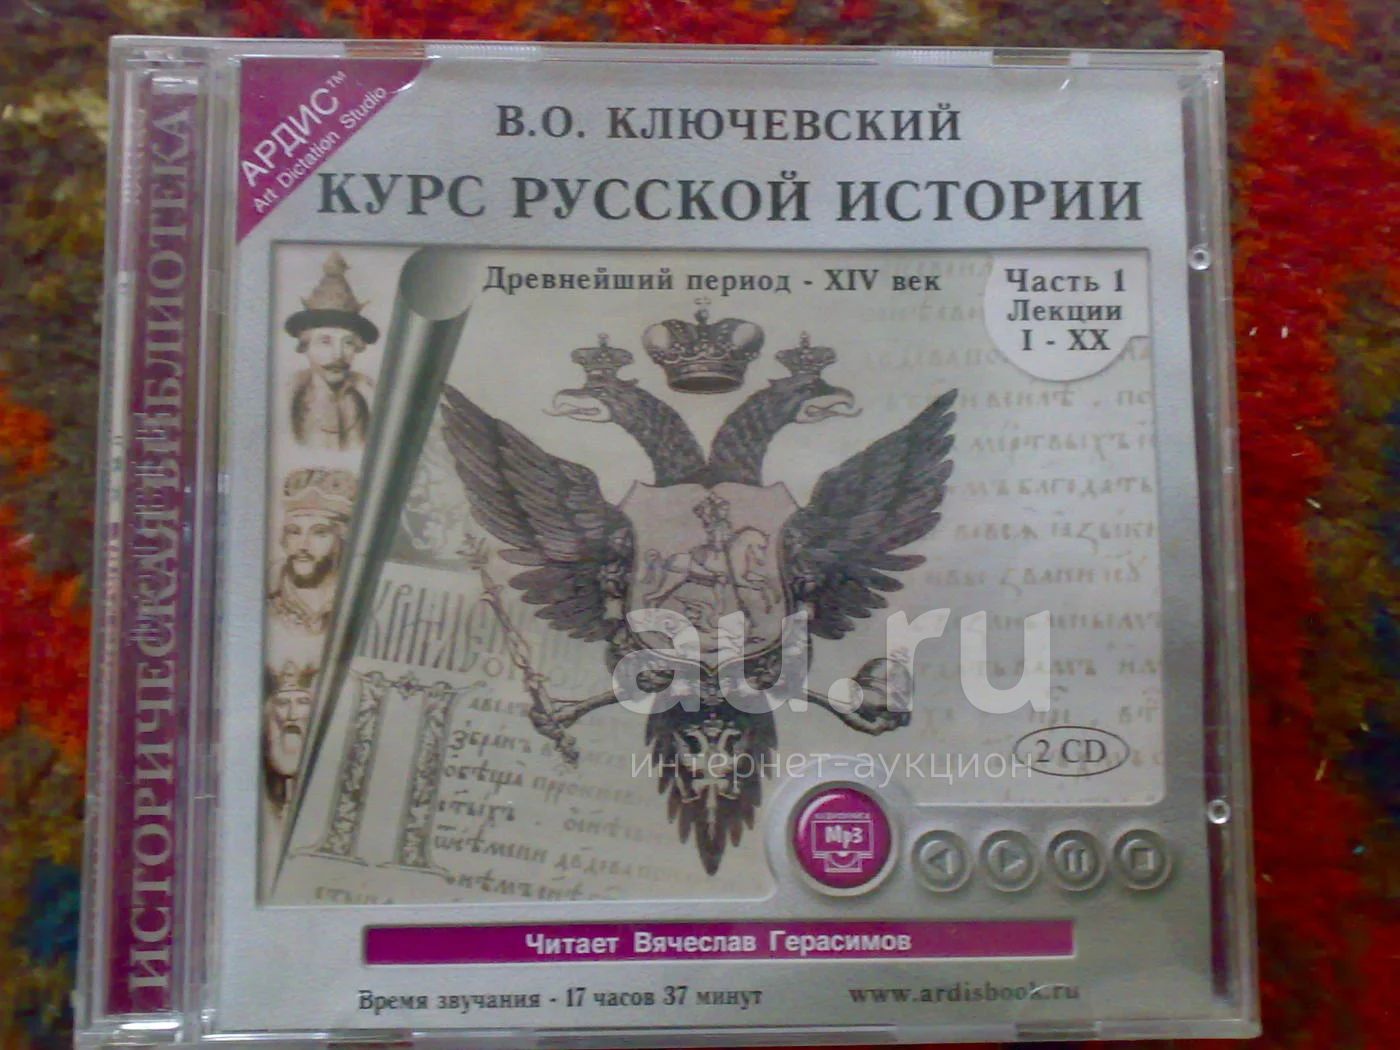 АРДИС™
Art Dictation Studio
ИСТОРИЧЕСКАЯ БИБЛИОТЕКА
В.О. КЛЮЧЕВСКИЙ
КУРС РУССКОЙ ИСТОРИИ
Древнейший период - XIV век
Часть 1
Лекции
I - XX
au.ru
интернет-аукцион
2 CD
Mp3
Читает Вячеслав Герасимов
Время звучания - 17 часов 37 минут
www.ardisbook.ru